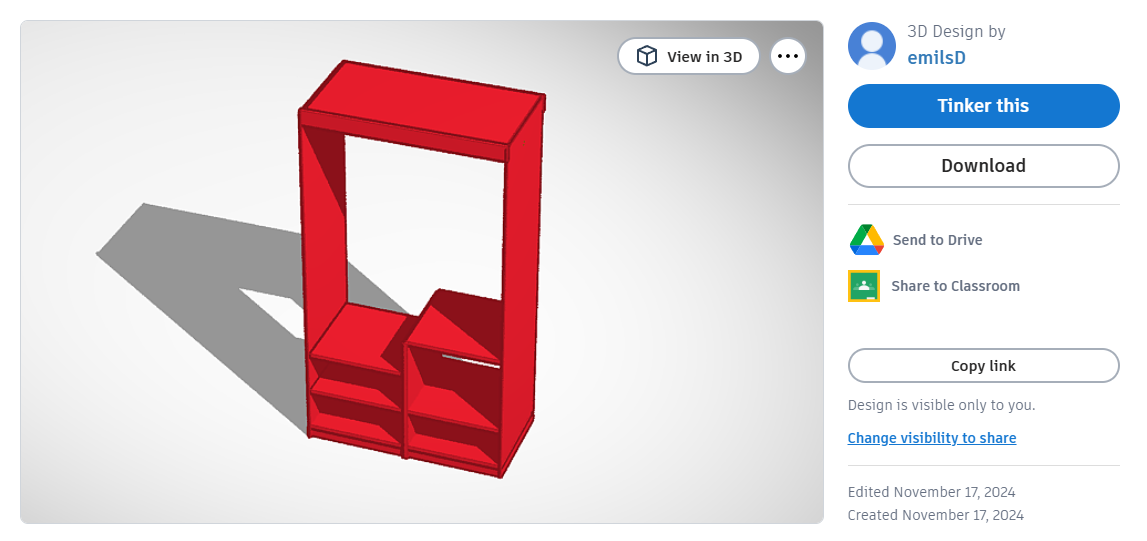 View in 3D
3D Design by
emilsD
Tinker this
Download
Send to Drive
Share to Classroom
Copy link
Design is visible only to you.
Change visibility to share
Edited November 17, 2024
Created November 17, 2024